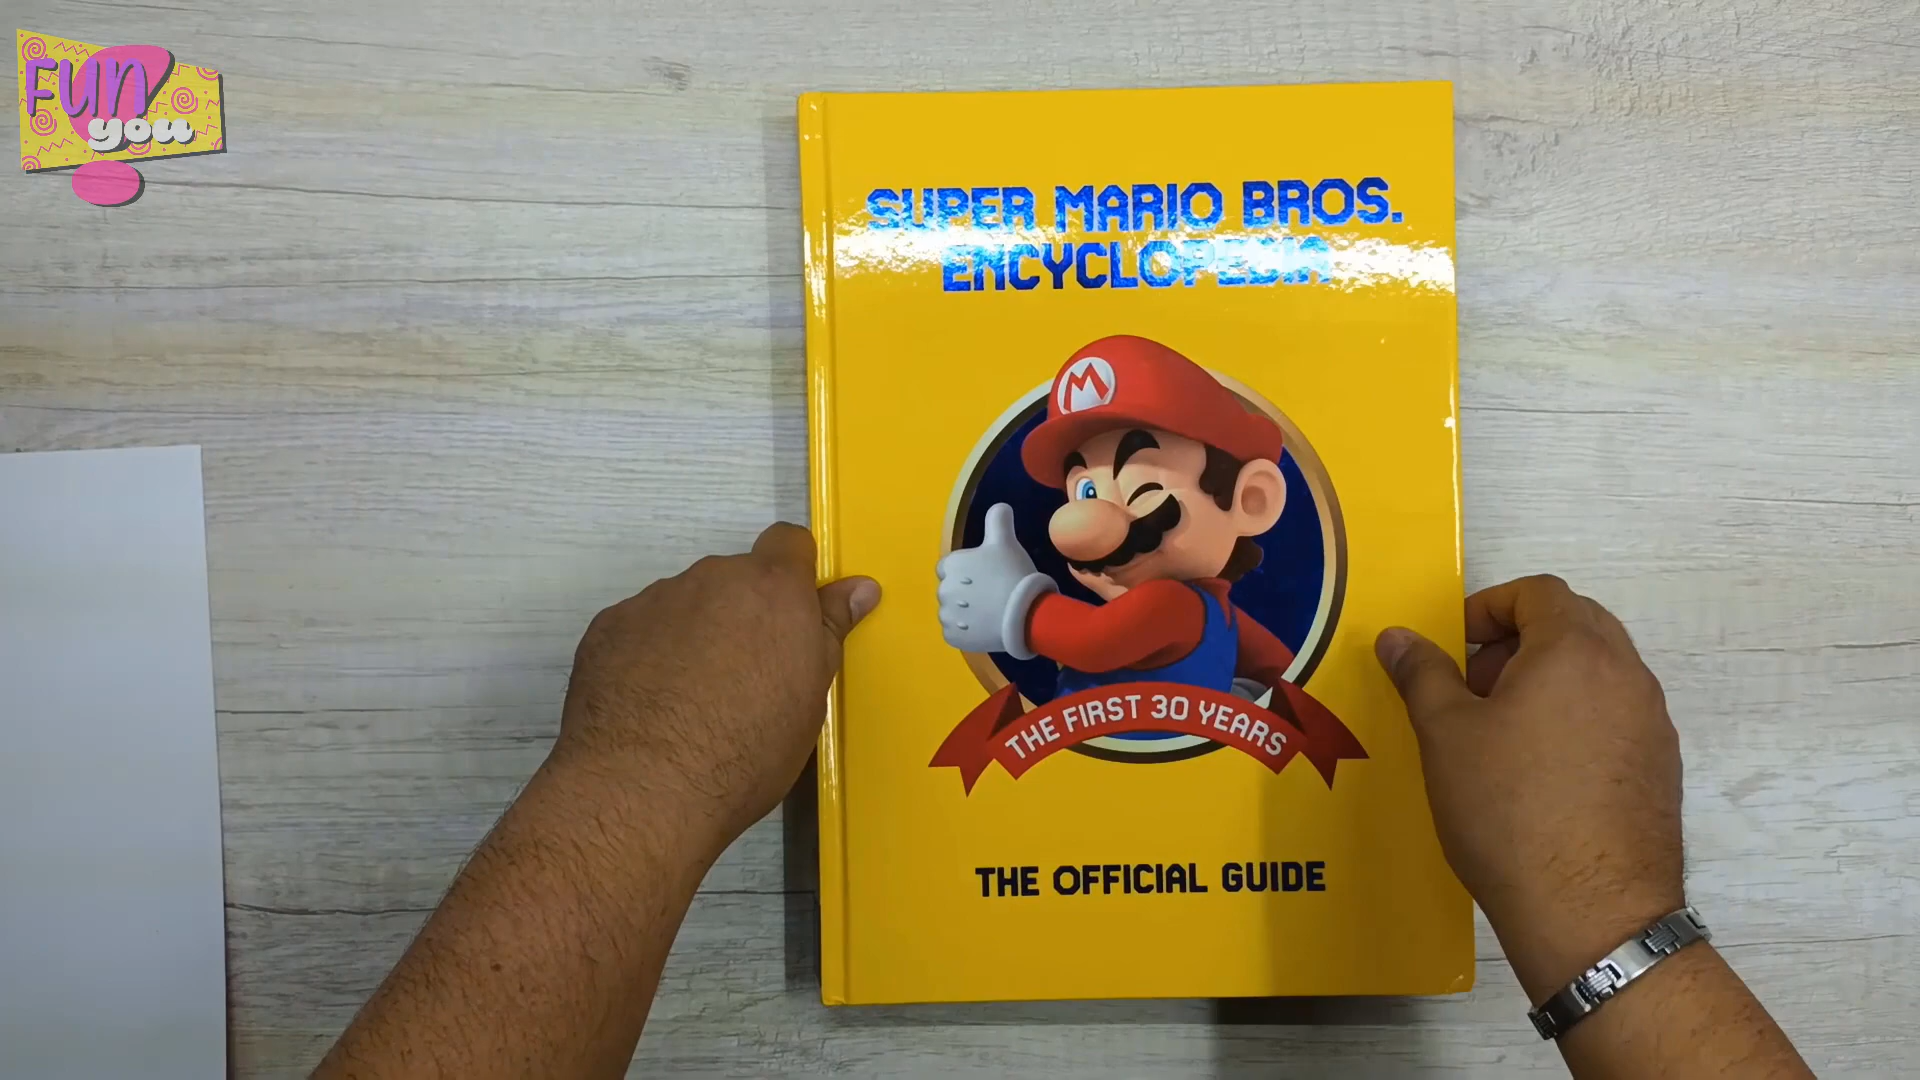 Fun
you
SUPER MARIO BROS.
ENCYCLOPEDIA
M
THE FIRST 30 YEARS
THE OFFICIAL GUIDE